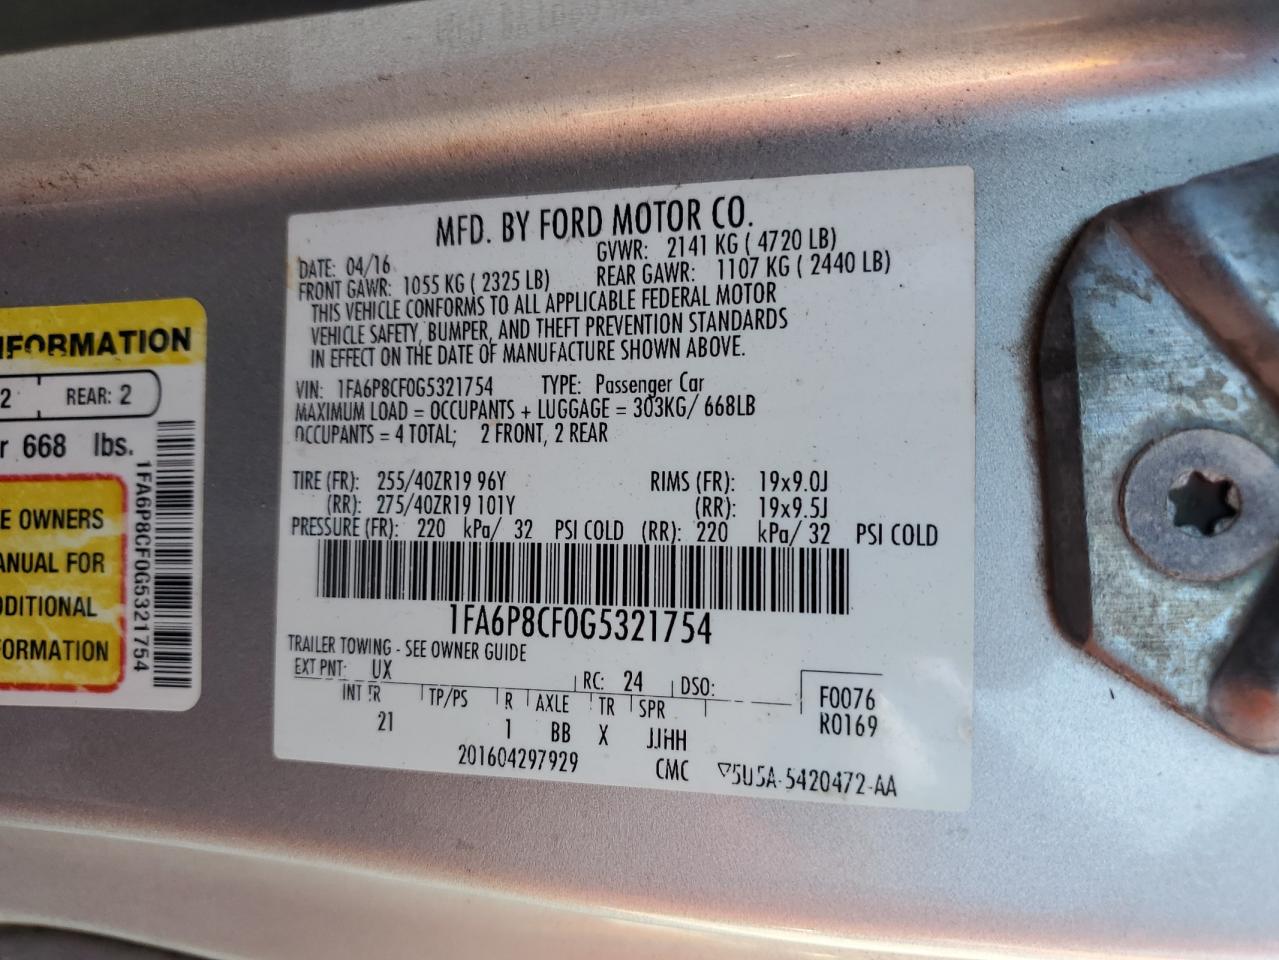 MFD. BY FORD MOTOR CO.
DATE: 04/16 GVWR: 2141 KG ( 4720 LB)
FRONT GAWR: 1055 KG ( 2325 LB) REAR GAWR: 1107 KG ( 2440 LB)
THIS VEHICLE CONFORMS TO ALL APPLICABLE FEDERAL MOTOR
VEHICLE SAFETY, BUMPER, AND THEFT PREVENTION STANDARDS
IN EFFECT ON THE DATE OF MANUFACTURE SHOWN ABOVE.
VIN: 1FA6P8CF0G5321754 TYPE: Passenger Car
MAXIMUM LOAD = OCCUPANTS + LUGGAGE = 303KG/ 668LB
OCCUPANTS = 4 TOTAL; 2 FRONT, 2 REAR
TIRE (FR): 255/40ZR19 96Y RIMS (FR): 19x9.0J
(RR): 275/40ZR19 101Y (RR): 19x9.5J
PRESSURE (FR): 220 kPa/ 32 PSI COLD (RR): 220 kPa/ 32 PSI COLD
1FA6P8CF0G5321754
TRAILER TOWING - SEE OWNER GUIDE
EXT PNT: UX RC: 24 DSO:
INT TR TP/PS R AXLE TR SPR
21 1 BB X JJHH
F0076
R0169
201604297929 CMC 5U5A-5420472-AA
NFORMATION
2 REAR: 2
r 668 lbs.
E OWNERS
ANUAL FOR
DDITIONAL
FORMATION
1FA6P8CF0G5321754